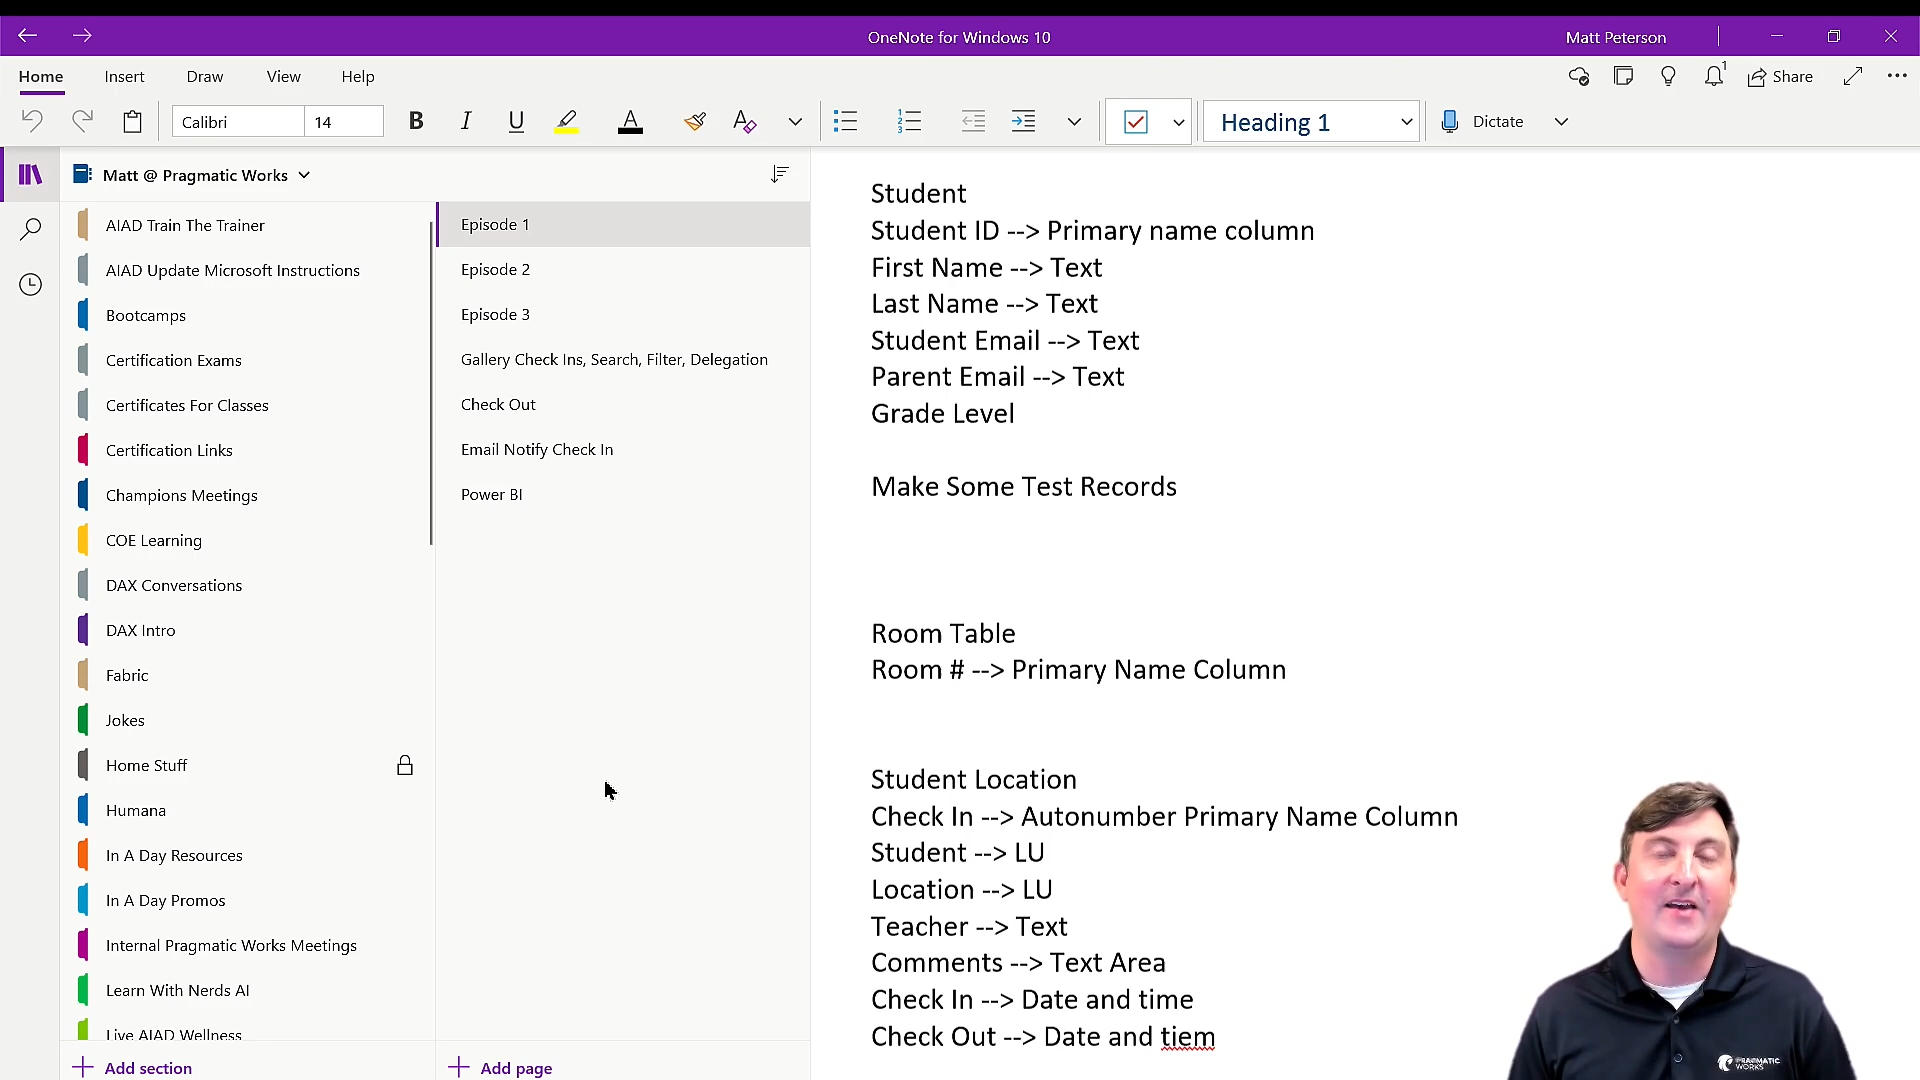 OneNote for Windows 10
Matt Peterson
Home
Insert
Draw
View
Help
1
Share
Calibri
14
B
I
U
A
A
Heading 1
Dictate
Matt @ Pragmatic Works
AIAD Train The Trainer
AIAD Update Microsoft Instructions
Bootcamps
Certification Exams
Certificates For Classes
Certification Links
Champions Meetings
COE Learning
DAX Conversations
DAX Intro
Fabric
Jokes
Home Stuff
Humana
In A Day Resources
In A Day Promos
Internal Pragmatic Works Meetings
Learn With Nerds AI
Live AIAD Wellness
Add section
Episode 1
Episode 2
Episode 3
Gallery Check Ins, Search, Filter, Delegation
Check Out
Email Notify Check In
Power BI
Add page
Student
Student ID --> Primary name column
First Name --> Text
Last Name --> Text
Student Email --> Text
Parent Email --> Text
Grade Level
Make Some Test Records
Room Table
Room # --> Primary Name Column
Student Location
Check In --> Autonumber Primary Name Column
Student --> LU
Location --> LU
Teacher --> Text
Comments --> Text Area
Check In --> Date and time
Check Out --> Date and tiem
PRAGMATIC
WORKS